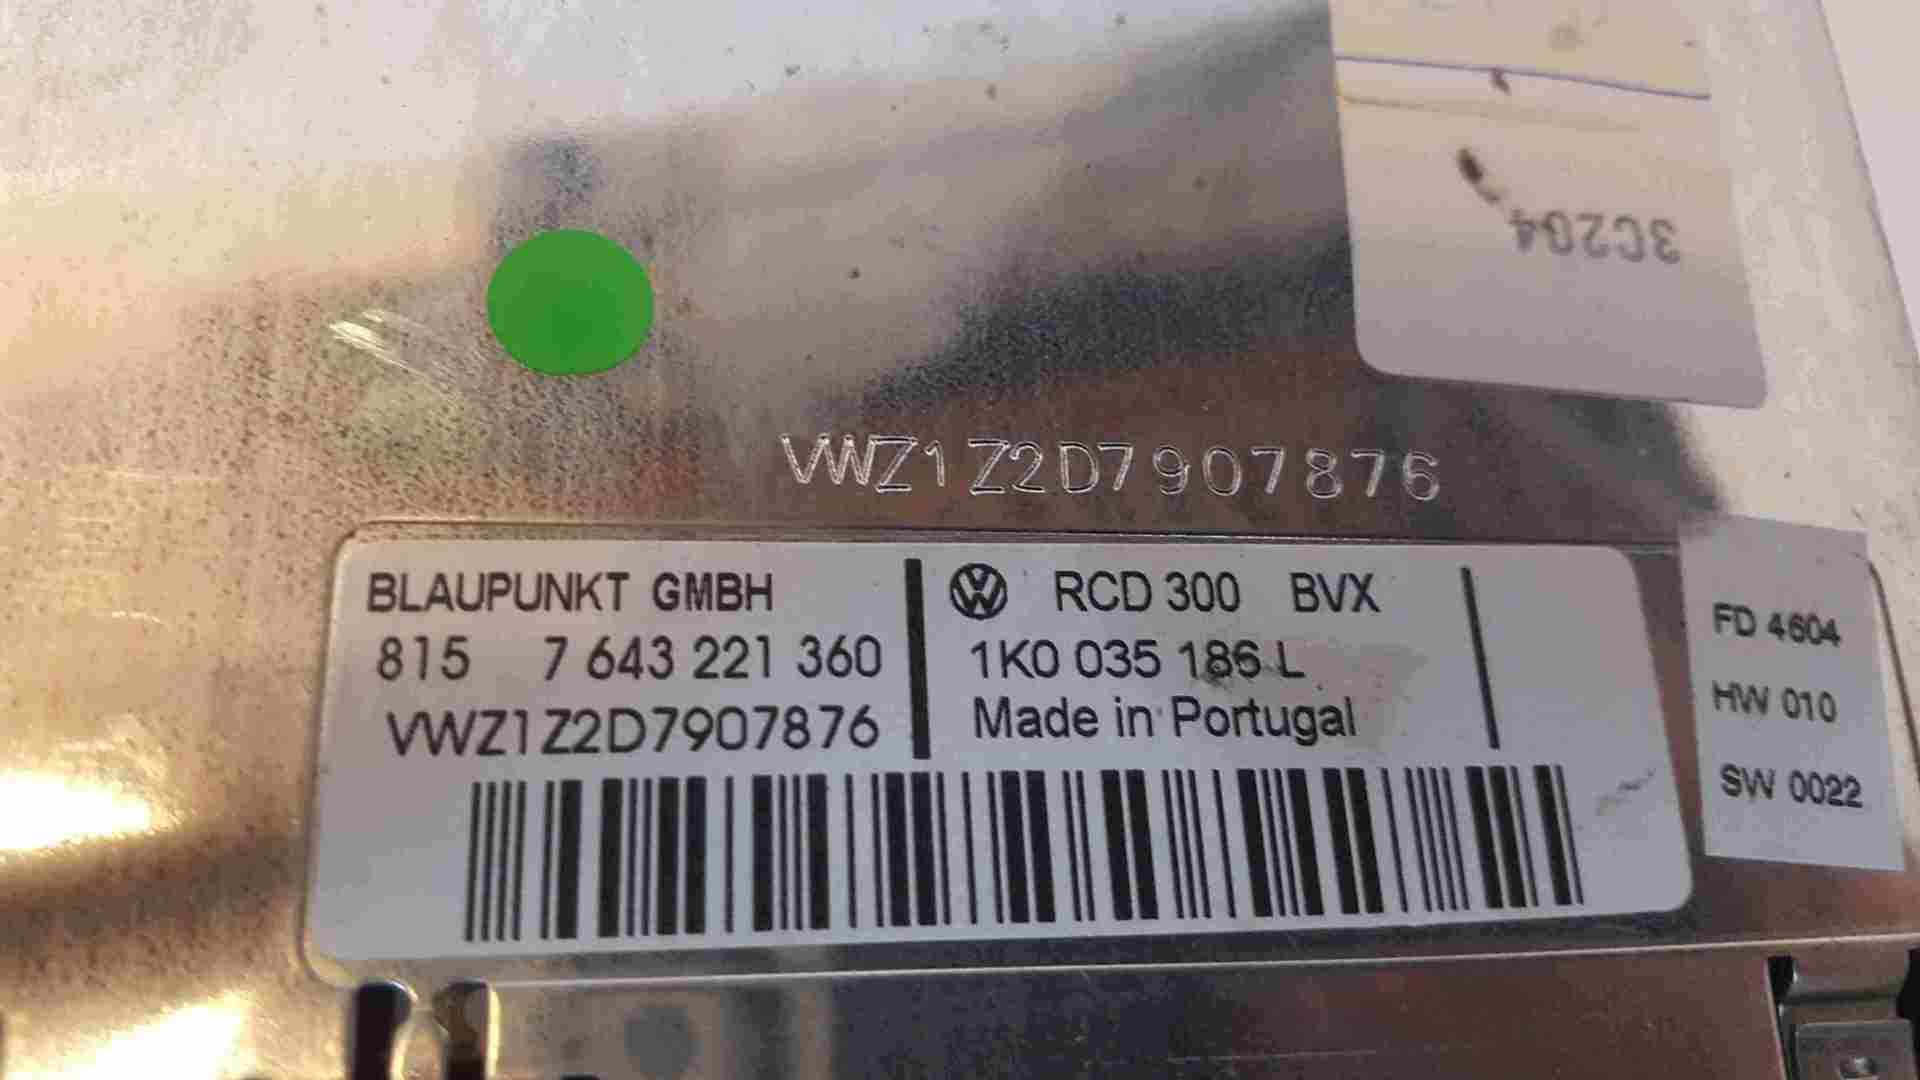 3C204
VWZ1Z2D7907876
BLAUPUNKT GMBH
815 7 643 221 360
VWZ1Z2D7907876
RCD 300 BVX
1K0 035 186 L
Made in Portugal
FD 4604
HW 010
SW 0022